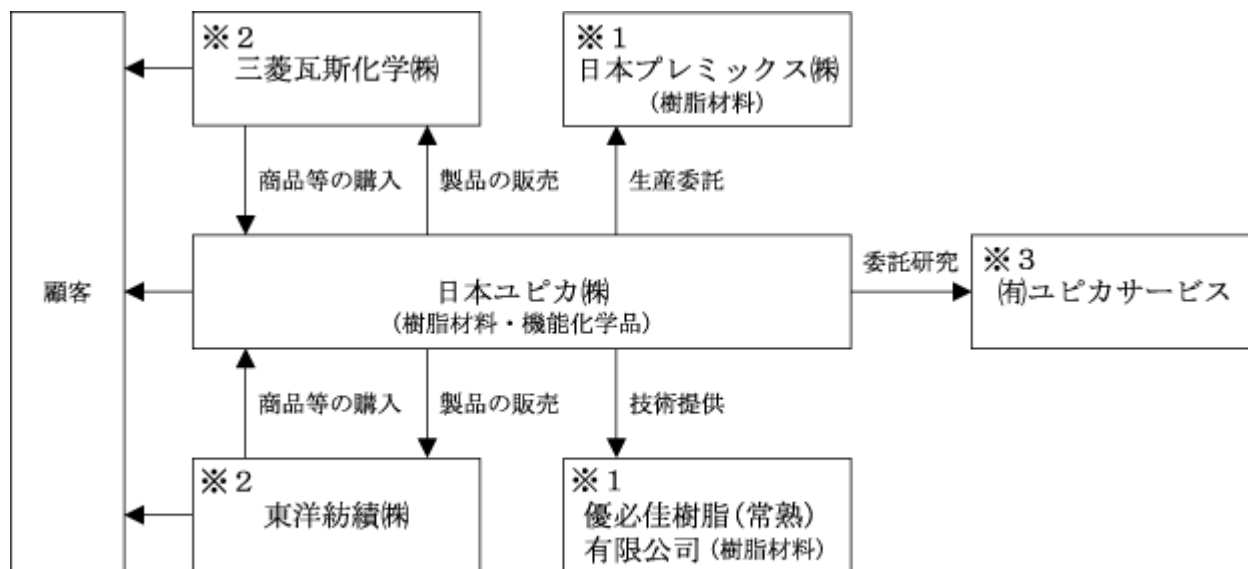 ※2
三菱瓦斯化学㈱
※1
日本プレミックス㈱
(樹脂材料)
商品等の購入
製品の販売
生産委託
顧客
日本ユピカ㈱
(樹脂材料・機能化学品)
委託研究
※3
㈲ユピカサービス
商品等の購入
製品の販売
技術提供
※2
東洋紡績㈱
※1
優必佳樹脂(常熟)
有限公司(樹脂材料)